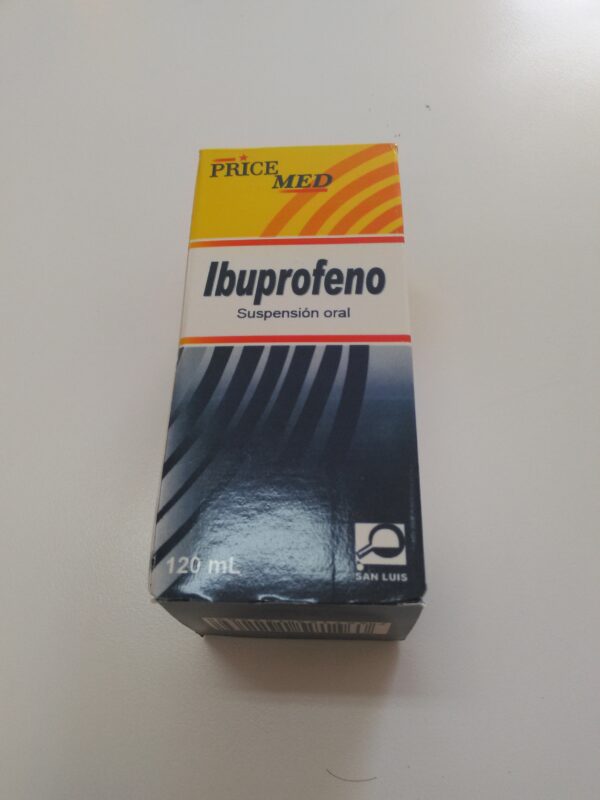 PRICE
MED
Ibuprofeno
Suspensión oral
120 mL
SAN LUIS